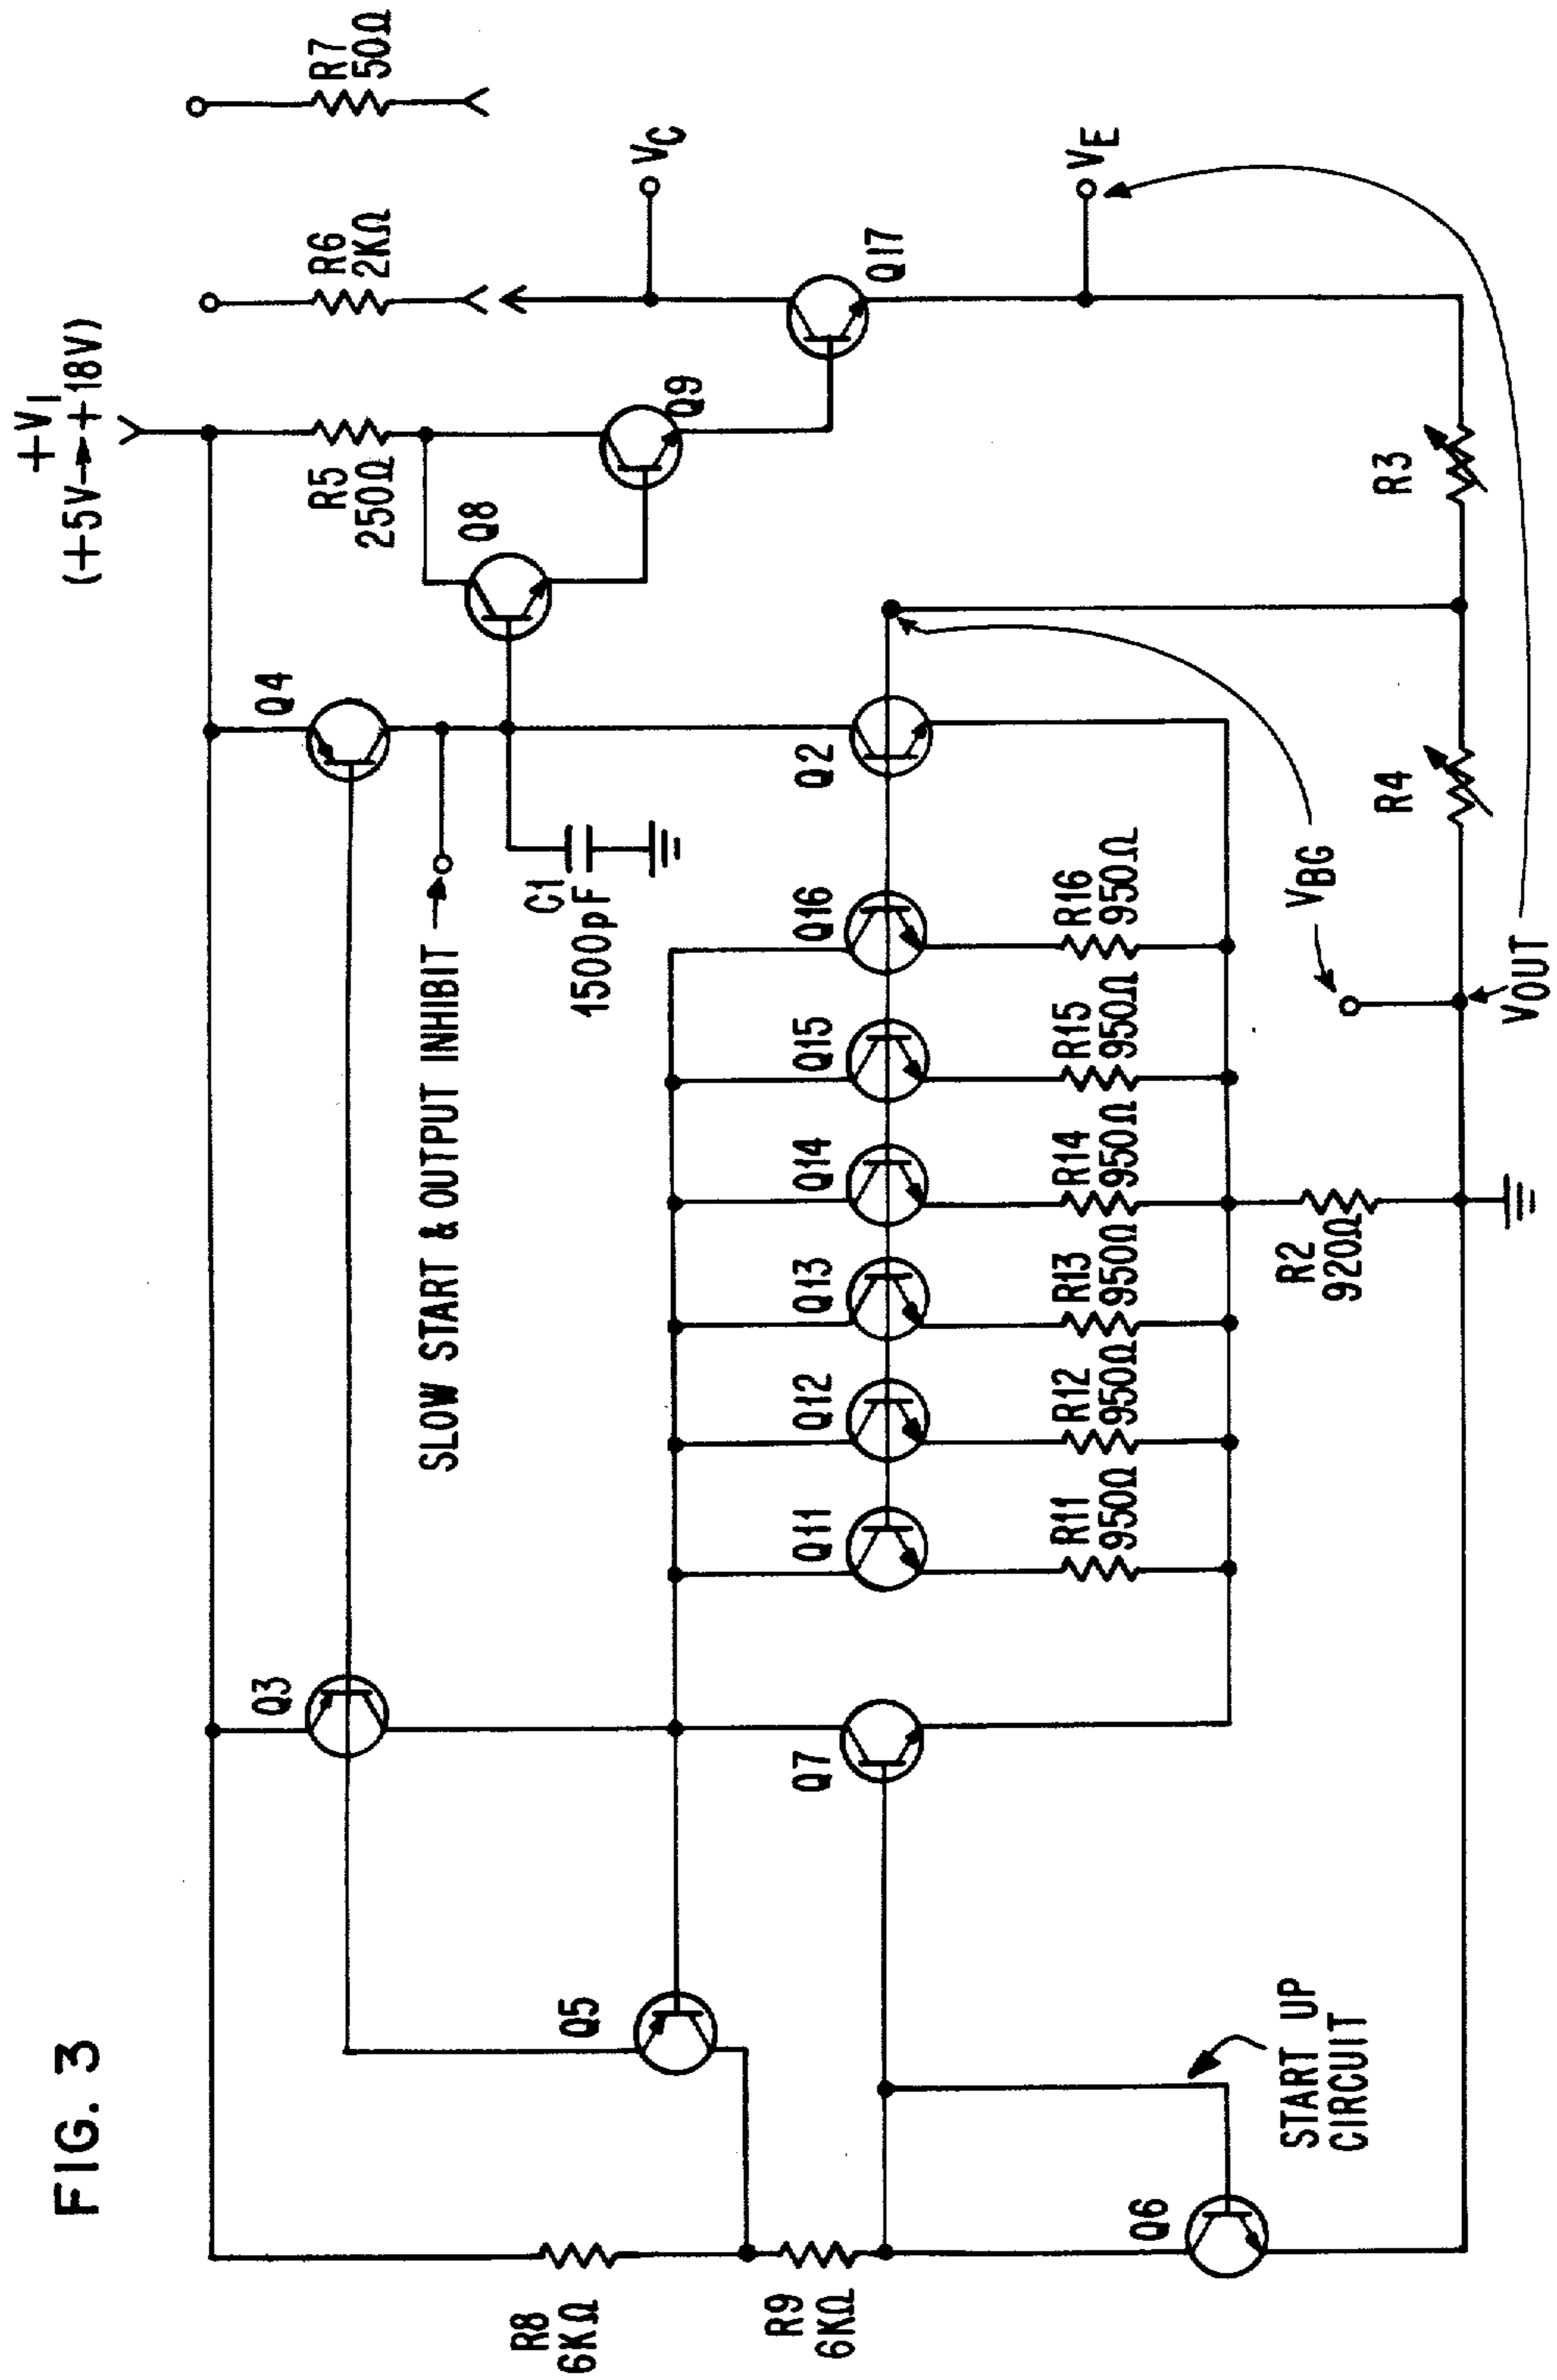 FIG. 3
+VI
(+5V→+18V)
R7
50Ω
R6
2KΩ
R5
250Ω
VC
Q4
Q8
Q9
Q17
VE
Q3
SLOW START & OUTPUT INHIBIT
C1
1500pF
Q5
Q7
Q11
Q12
Q13
Q14
Q15
Q16
Q2
R11
950Ω
R12
950Ω
R13
950Ω
R14
950Ω
R15
950Ω
R16
950Ω
R8
6KΩ
R9
6KΩ
Q6
START UP
CIRCUIT
R2
920Ω
VBG
R4
R3
VOUT